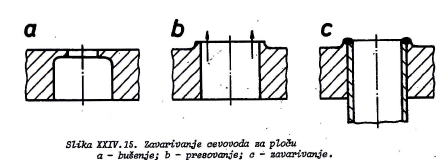 a
b
c
Slika XXIV.15. Zavarivanje cevovoda za ploču
a - bušenje; b - presovanje; c - zavarivanje.